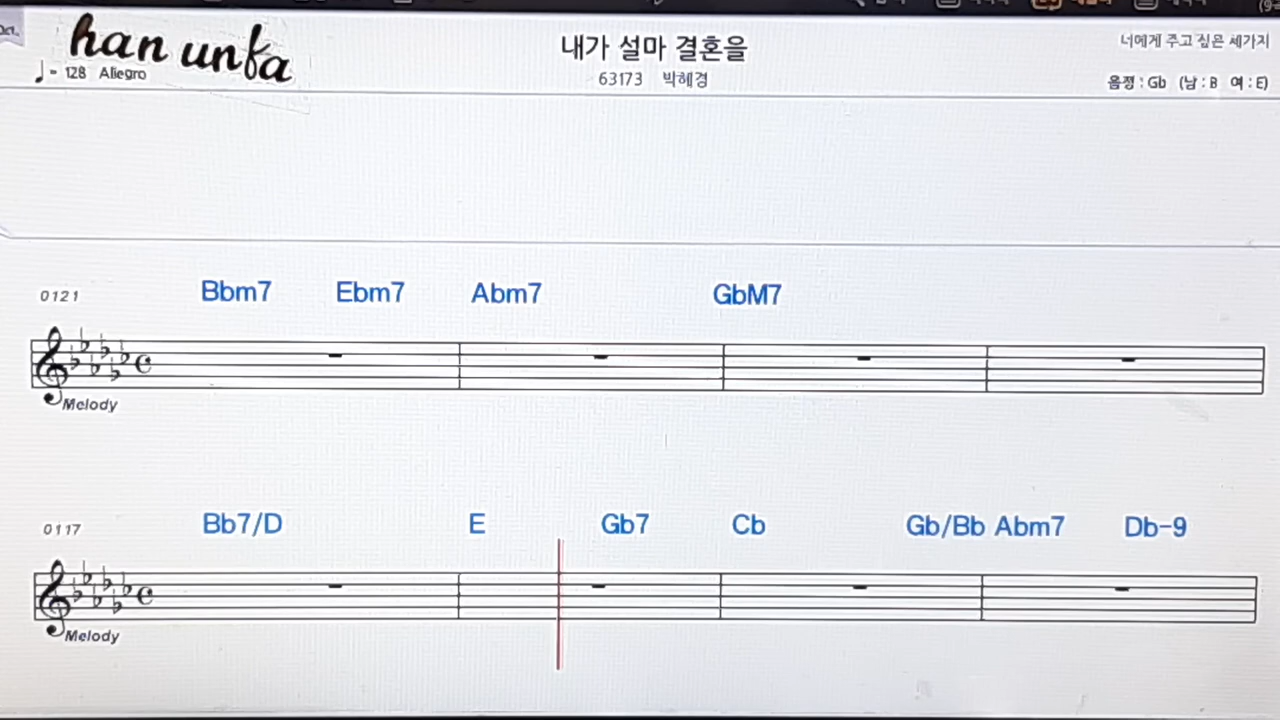 han unfa
♩= 128 Allegro
내가 설마 결혼을
63173 박혜경
너에게 주고 싶은 세가지
음정 : Gb (남 : B 여 : E)
0121 Bbm7 Ebm7 Abm7 GbM7
Melody
0117 Bb7/D E Gb7 Cb Gb/Bb Abm7 Db-9
Melody